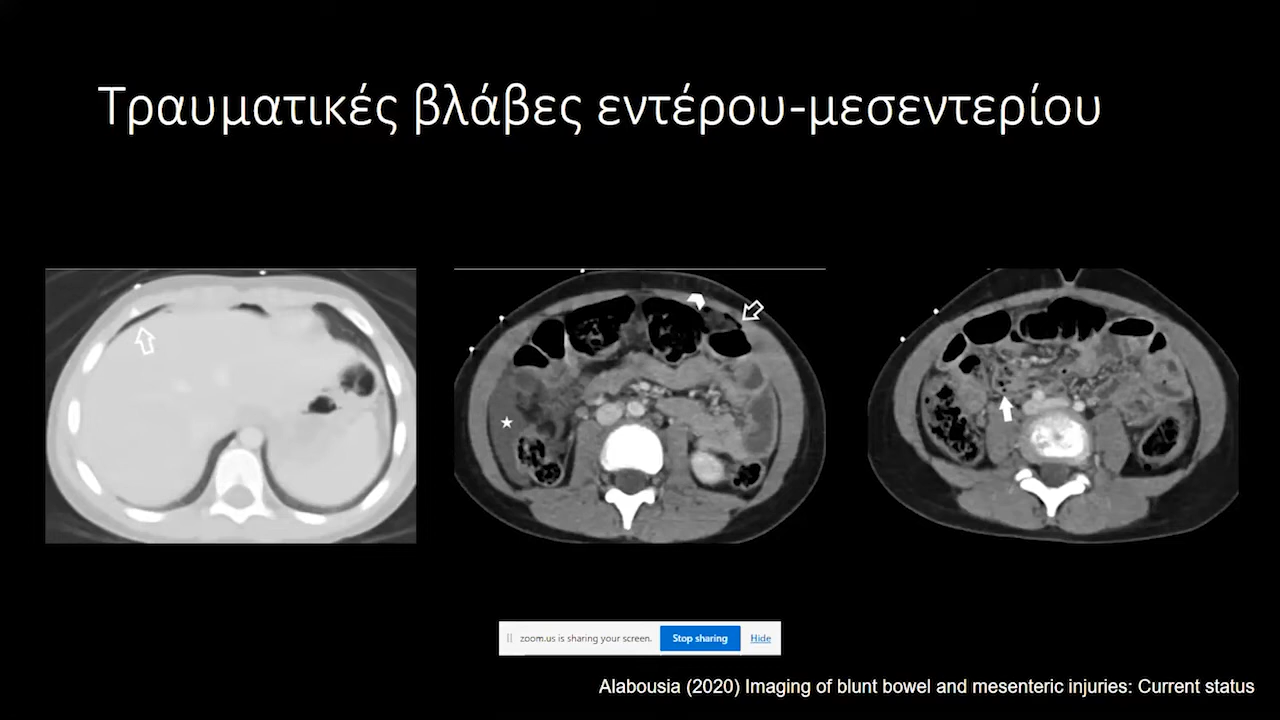 Τραυματικές βλάβες εντέρου-μεσεντερίου
zoom.us is sharing your screen. Stop sharing Hide
Alabousia (2020) Imaging of blunt bowel and mesenteric injuries: Current status